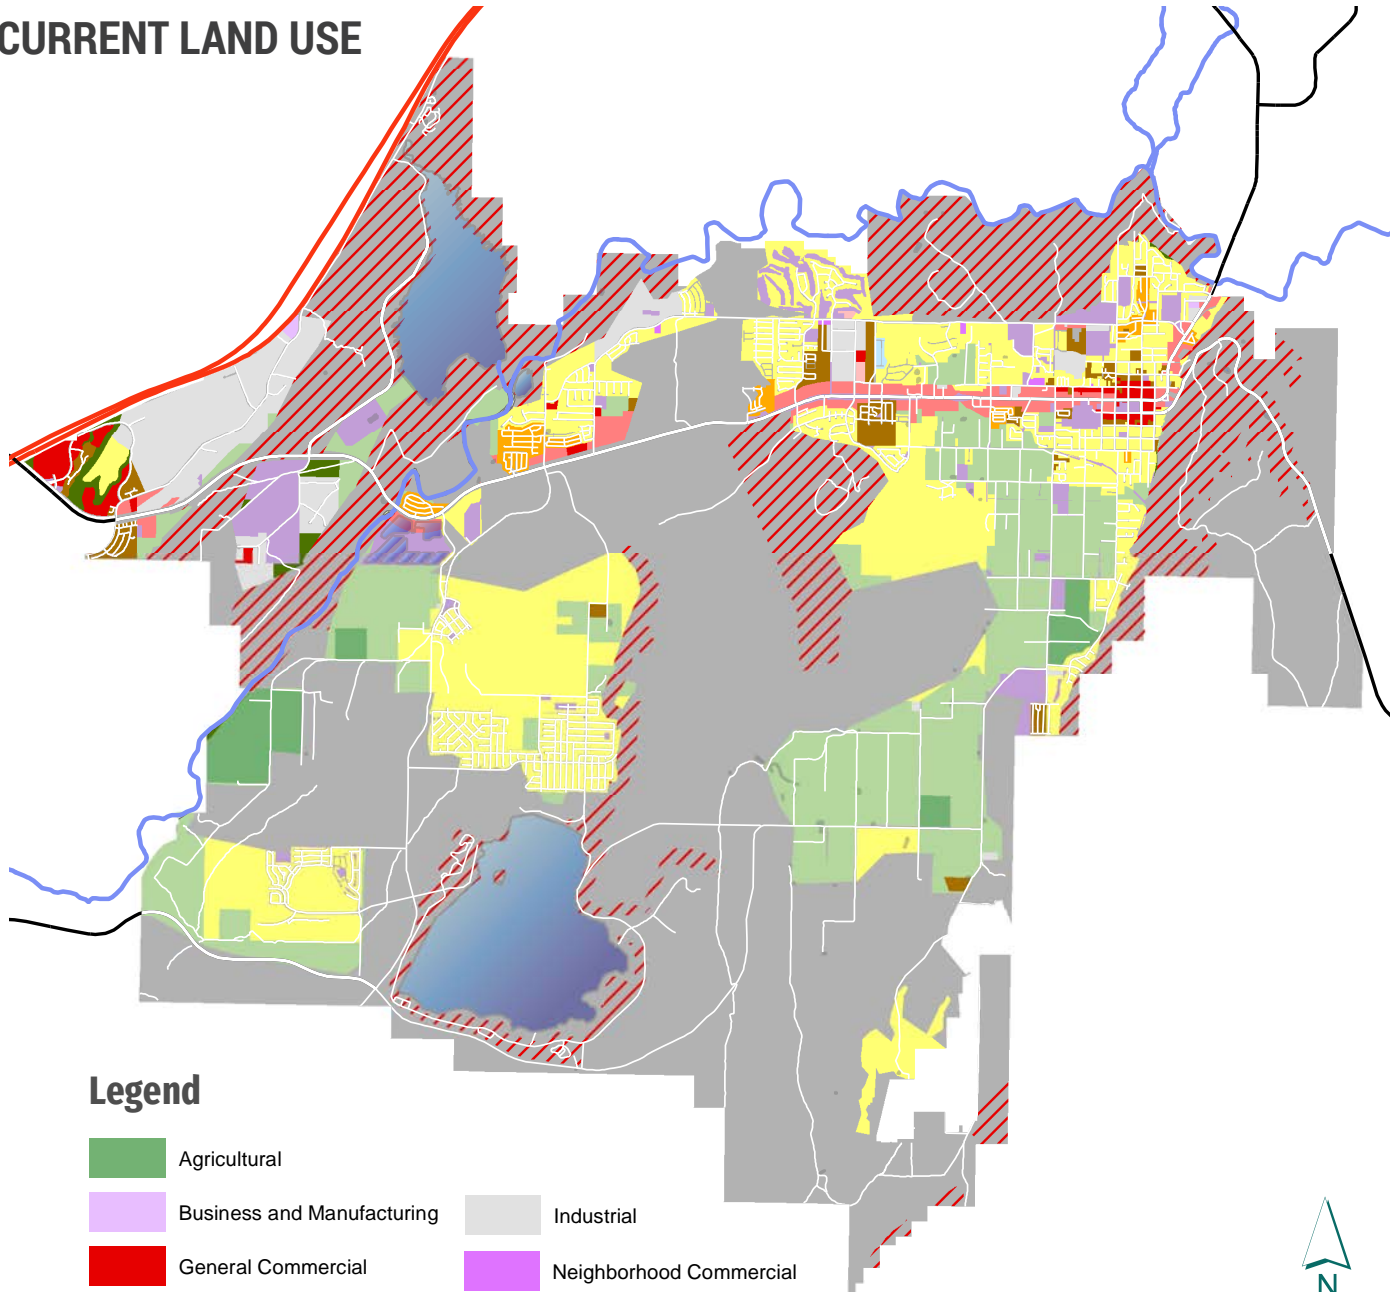 CURRENT LAND USE
Legend
Agricultural
Business and Manufacturing
Industrial
General Commercial
Neighborhood Commercial
N